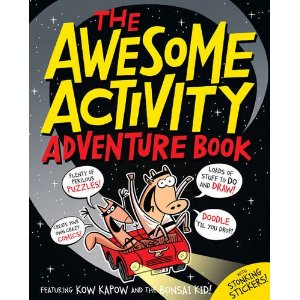 THE
AWESOME
ACTIVITY
ADVENTURE BOOK
PLENTY OF
PERILOUS
PUZZLES!
LOADS OF
STUFF TO DO
AND DRAW!
CREATE YOUR
OWN CRAZY
COMICS!
DOODLE
'TIL YOU DROP!
WITH
STONKING
STICKERS!
FEATURING KOW KAPOW AND THE BONSAI KID!